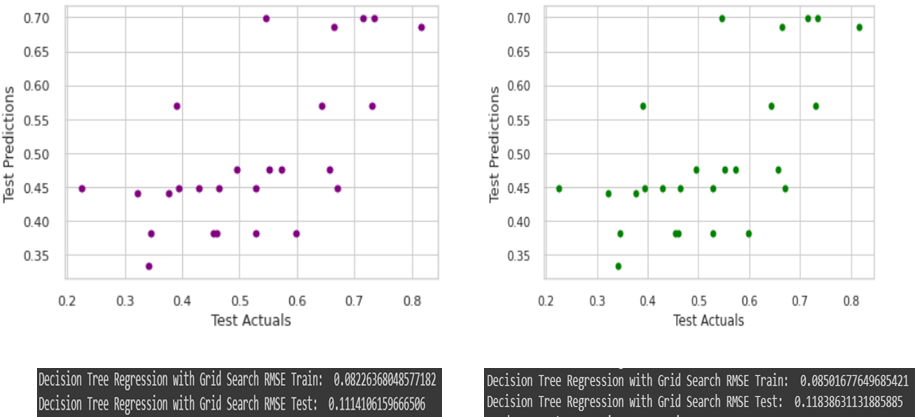 0.70
0.65
0.60
0.55
0.50
0.45
0.40
0.35
Test Predictions
0.2 0.3 0.4 0.5 0.6 0.7 0.8
Test Actuals
0.70
0.65
0.60
0.55
0.50
0.45
0.40
0.35
Test Predictions
0.2 0.3 0.4 0.5 0.6 0.7 0.8
Test Actuals
Decision Tree Regression with Grid Search RMSE Train: 0.08226368048577182
Decision Tree Regression with Grid Search RMSE Test: 0.1114106159666506
Decision Tree Regression with Grid Search RMSE Train: 0.08501677649685421
Decision Tree Regression with Grid Search RMSE Test: 0.11838631131885885